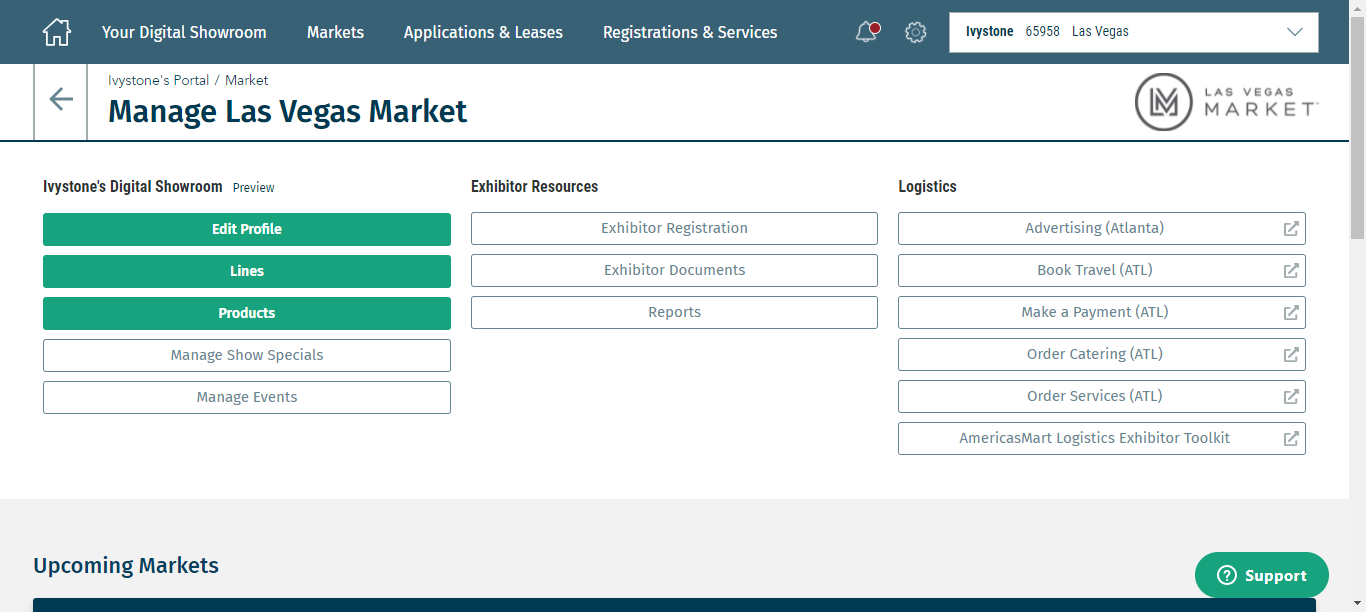 Your Digital Showroom Markets Applications & Leases Registrations & Services Ivystone 65958 Las Vegas
Ivystone's Portal / Market
Manage Las Vegas Market
LM LAS VEGAS
MARKET
Ivystone's Digital Showroom Preview
Edit Profile
Lines
Products
Manage Show Specials
Manage Events
Exhibitor Resources
Exhibitor Registration
Exhibitor Documents
Reports
Logistics
Advertising (Atlanta)
Book Travel (ATL)
Make a Payment (ATL)
Order Catering (ATL)
Order Services (ATL)
AmericasMart Logistics Exhibitor Toolkit
Upcoming Markets
? Support